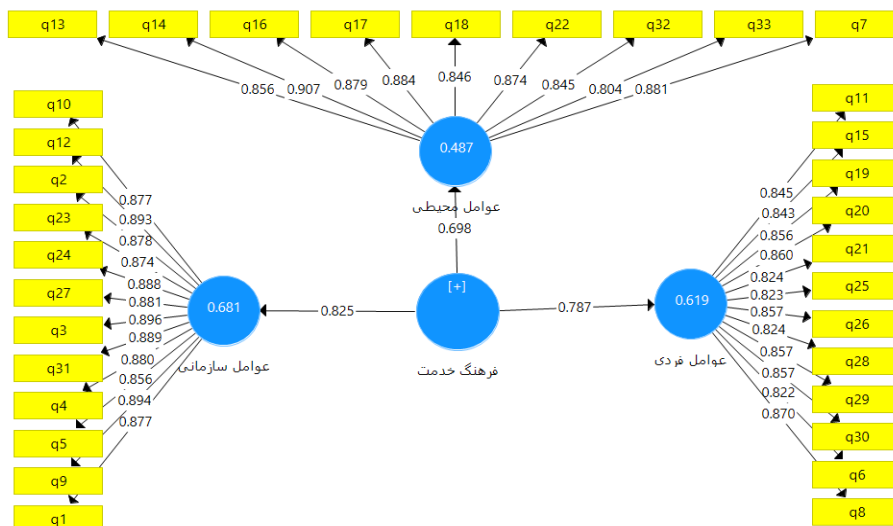 q13
q14
q16
q17
q18
q22
q32
q33
q7
0.856
0.907
0.879
0.884
0.846
0.874
0.845
0.804
0.881
0.487
عوامل محیطی
0.698
q10
q12
q2
q23
q24
q27
q3
q31
q4
q5
q9
q1
0.877
0.893
0.878
0.874
0.888
0.881
0.896
0.889
0.880
0.856
0.894
0.877
0.681
عوامل سازمانی
0.825
[+]
فرهنگ خدمت
0.787
0.619
عوامل فردی
0.845
0.843
0.856
0.860
0.824
0.823
0.857
0.824
0.857
0.857
0.822
0.870
q11
q15
q19
q20
q21
q25
q26
q28
q29
q30
q6
q8